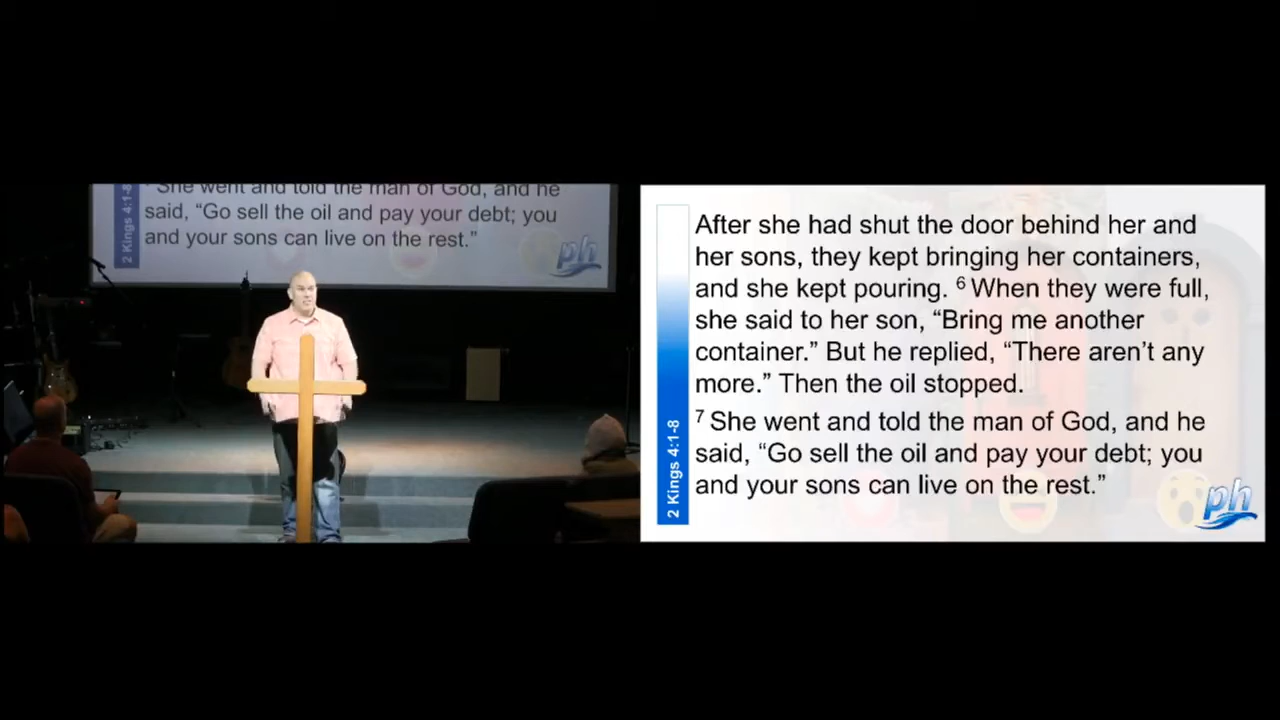 She went and told the man of God, and he
said, “Go sell the oil and pay your debt; you
and your sons can live on the rest.”
2 Kings 4:1-8
ph
After she had shut the door behind her and
her sons, they kept bringing her containers,
and she kept pouring. ⁶ When they were full,
she said to her son, “Bring me another
container.” But he replied, “There aren’t any
more.” Then the oil stopped.
⁷ She went and told the man of God, and he
said, “Go sell the oil and pay your debt; you
and your sons can live on the rest.”
2 Kings 4:1-8
ph